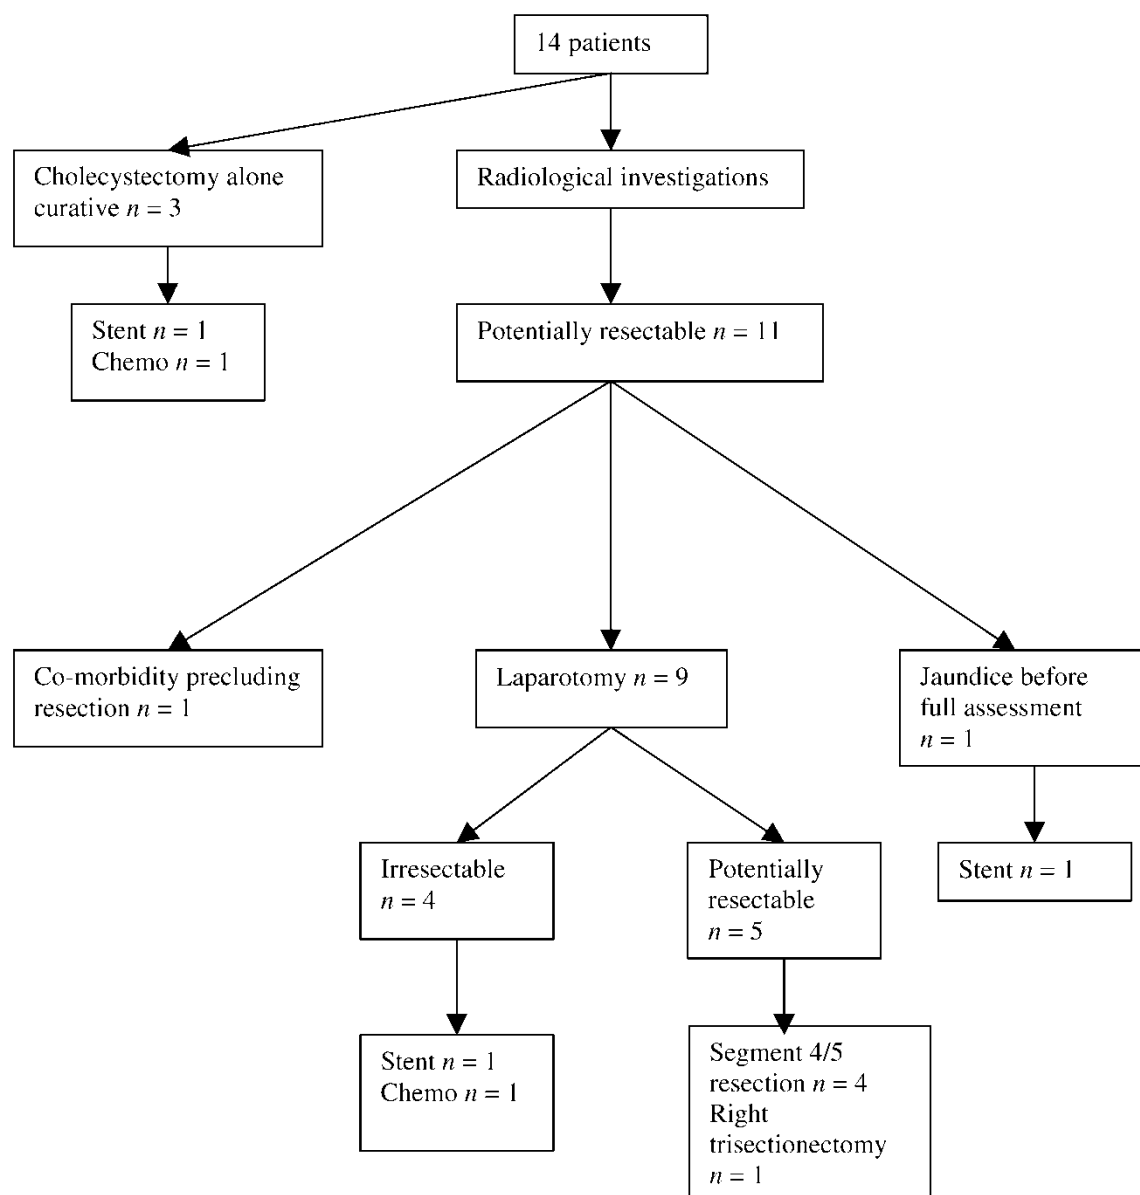 14 patients
Cholecystectomy alone
curative n = 3
Radiological investigations
Stent n = 1
Chemo n = 1
Potentially resectable n = 11
Co-morbidity precluding
resection n = 1
Laparotomy n = 9
Jaundice before
full assessment
n = 1
Irresectable
n = 4
Potentially
resectable
n = 5
Stent n = 1
Stent n = 1
Chemo n = 1
Segment 4/5
resection n = 4
Right
trisectionectomy
n = 1